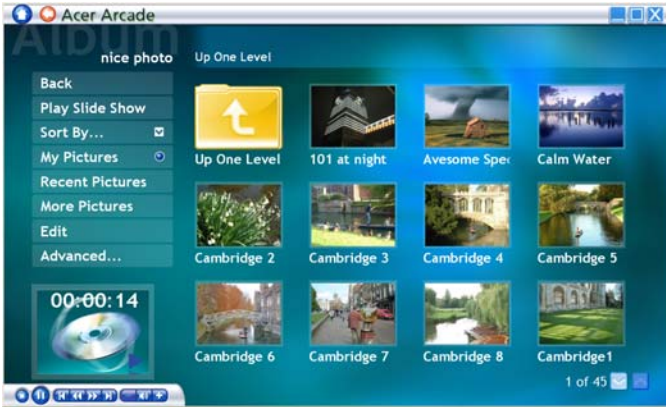 Acer Arcade
Album
nice photo
Up One Level
Back
Play Slide Show
Sort By...
My Pictures
Recent Pictures
More Pictures
Edit
Advanced...
00:00:14
Up One Level
101 at night
Avesome Spec
Calm Water
Cambridge 2
Cambridge 3
Cambridge 4
Cambridge 5
Cambridge 6
Cambridge 7
Cambridge 8
Cambridge1
1 of 45